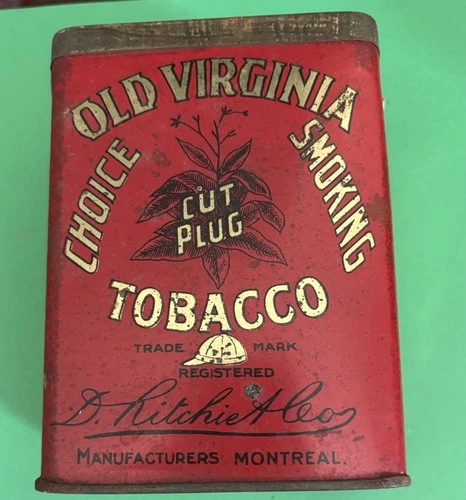 OLD VIRGINIA
CHOICE
SMOKING
CUT
PLUG
TOBACCO
TRADE MARK
REGISTERED
D. Ritchie & Co
MANUFACTURERS MONTREAL.